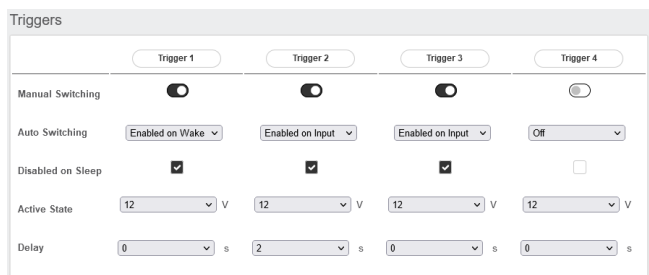 Triggers
Trigger 1 Trigger 2 Trigger 3 Trigger 4
Manual Switching
Auto Switching Enabled on Wake Enabled on Input Enabled on Input Off
Disabled on Sleep
Active State 12 V 12 V 12 V 12 V
Delay 0 s 2 s 0 s 0 s